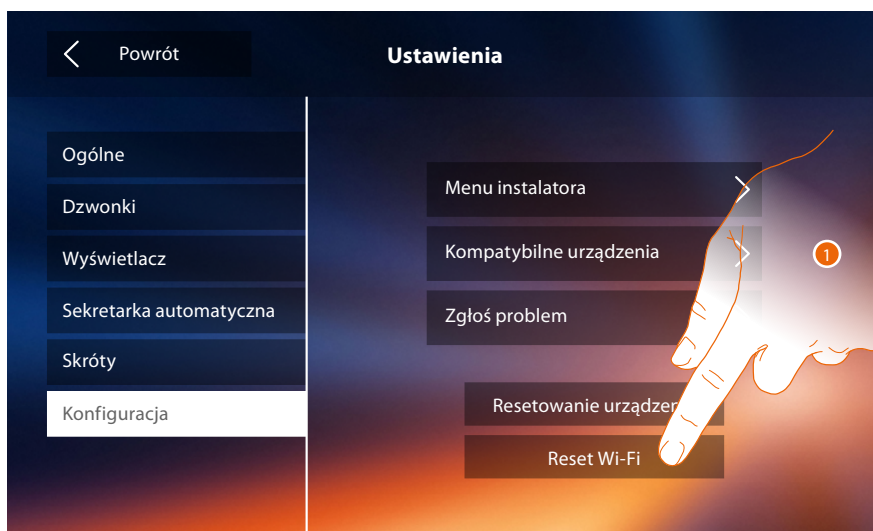 Powrót
Ustawienia
Ogólne
Dzwonki
Wyświetlacz
Sekretarka automatyczna
Skróty
Konfiguracja
Menu instalatora
Kompatybilne urządzenia
1
Zgłoś problem
Resetowanie
Reset Wi-Fi